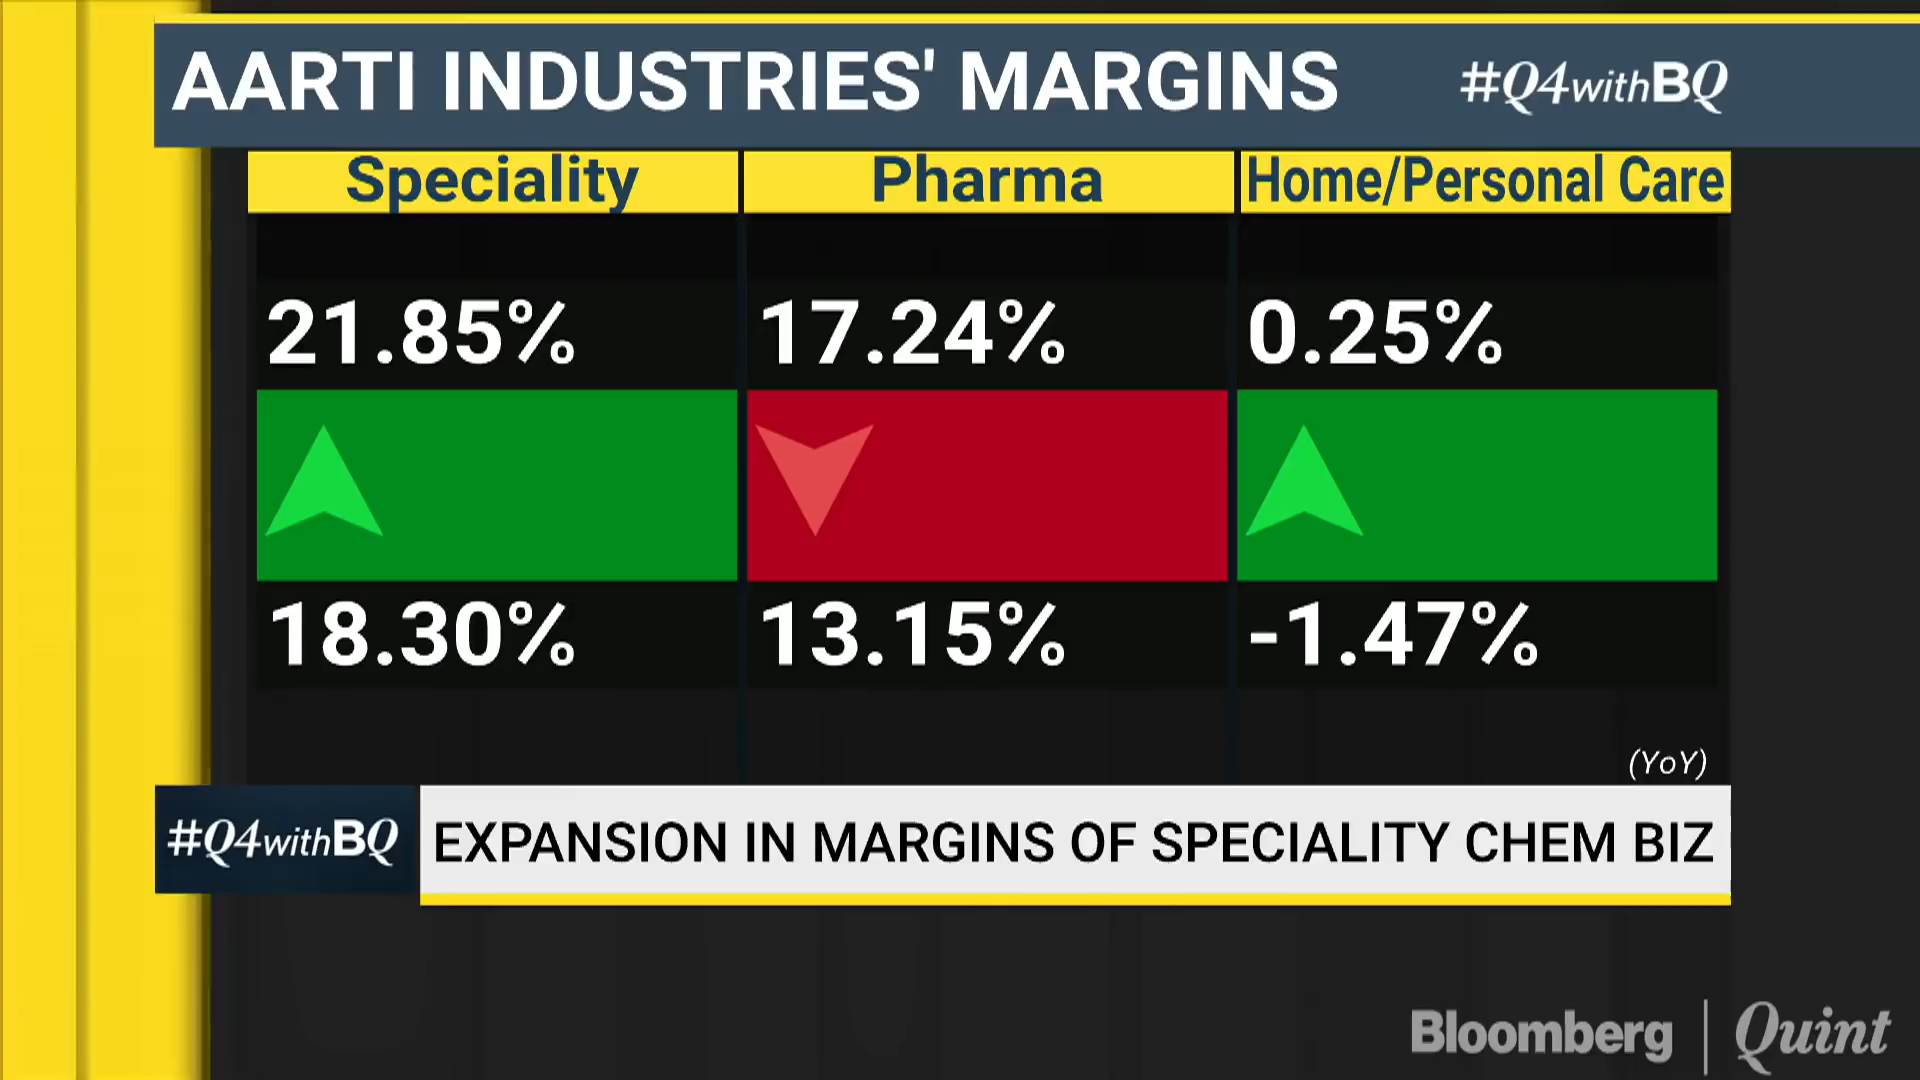 AARTI INDUSTRIES' MARGINS #Q4withBQ
Speciality Pharma Home/Personal Care
21.85% 17.24% 0.25%
18.30% 13.15% -1.47%
(YoY)
#Q4withBQ EXPANSION IN MARGINS OF SPECIALITY CHEM BIZ
Bloomberg | Quint